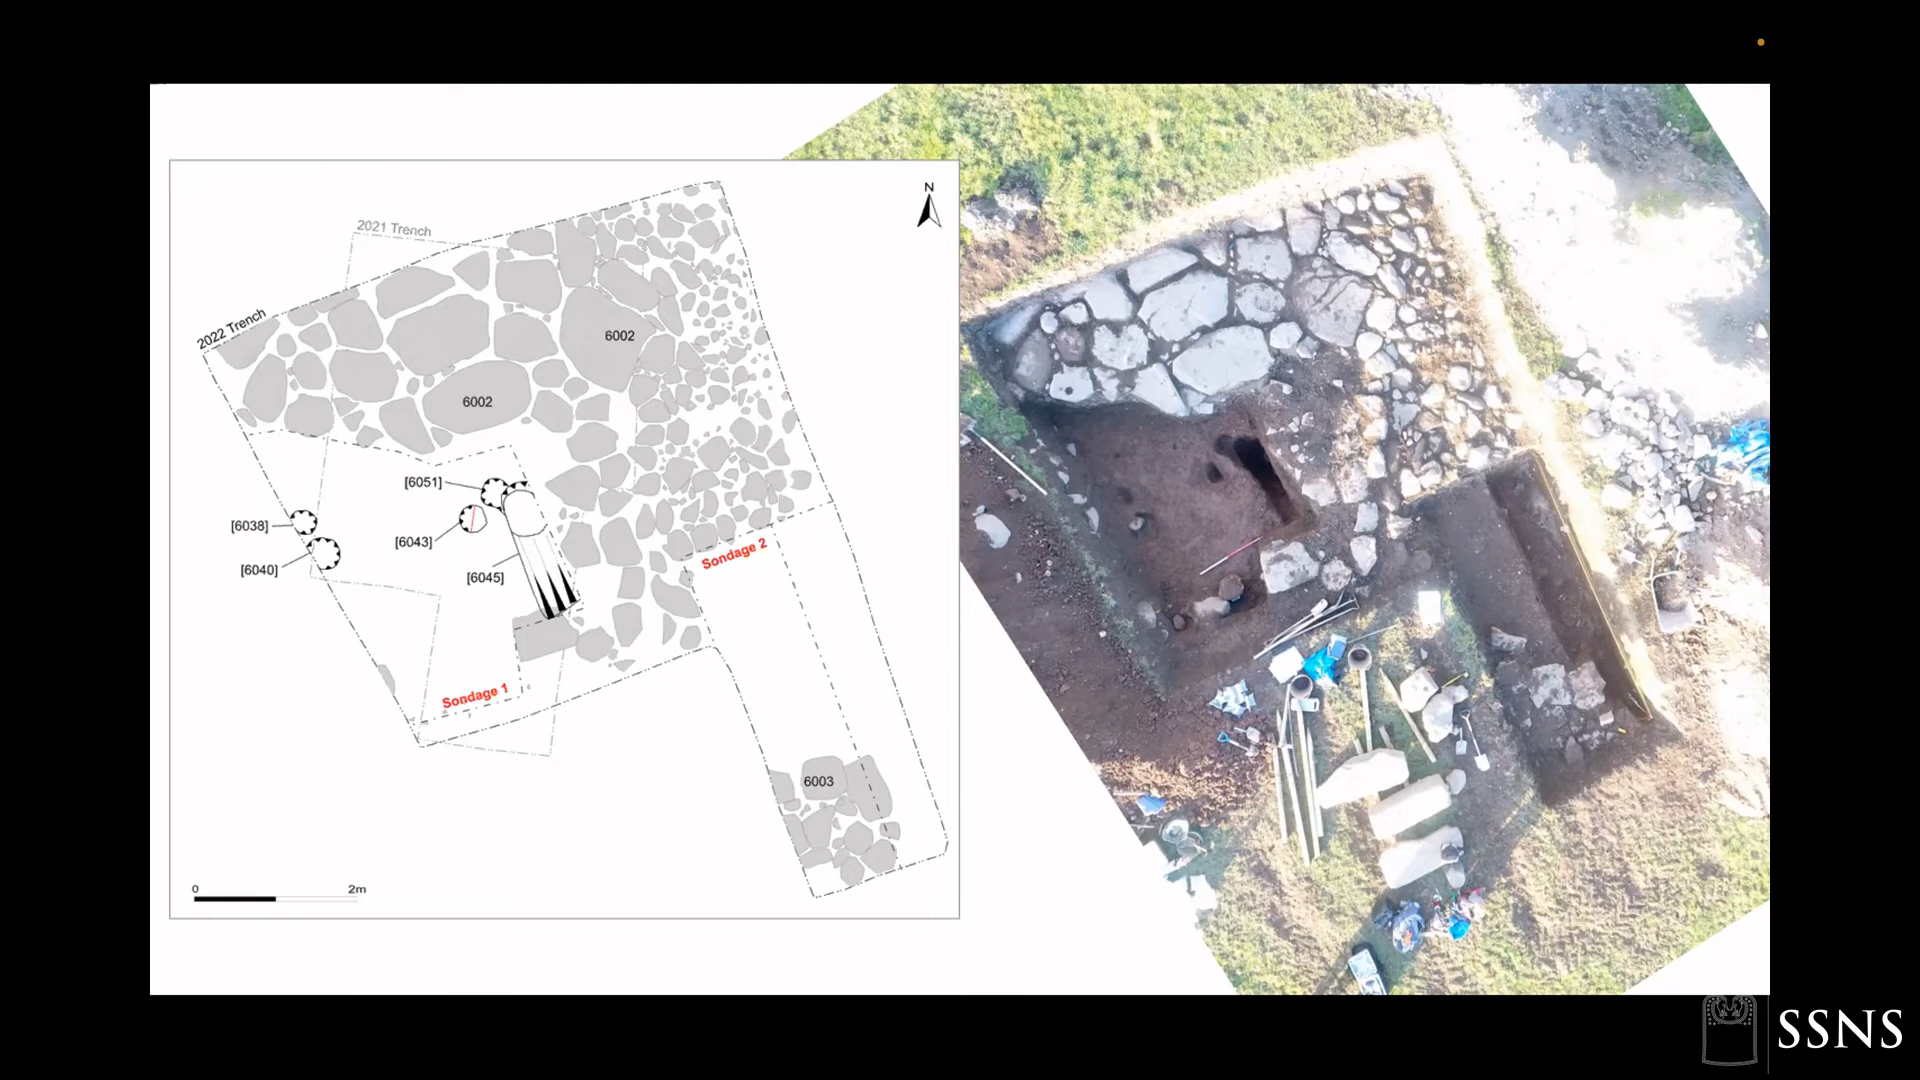 N
2021 Trench
2022 Trench
6002
6002
[6051]
[6038]
[6043]
[6040]
[6045]
Sondage 2
Sondage 1
6003
0 2m
SSNS